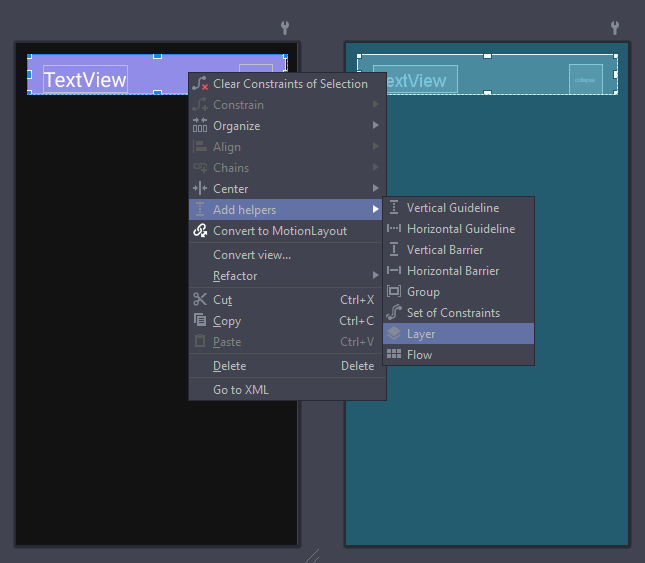 TextView
TextView
collapse
Clear Constraints of Selection
Constrain
Organize
Align
Chains
Center
Add helpers
Convert to MotionLayout
Convert view...
Refactor
Cut Ctrl+X
Copy Ctrl+C
Paste Ctrl+V
Delete Delete
Go to XML
Vertical Guideline
Horizontal Guideline
Vertical Barrier
Horizontal Barrier
Group
Set of Constraints
Layer
Flow